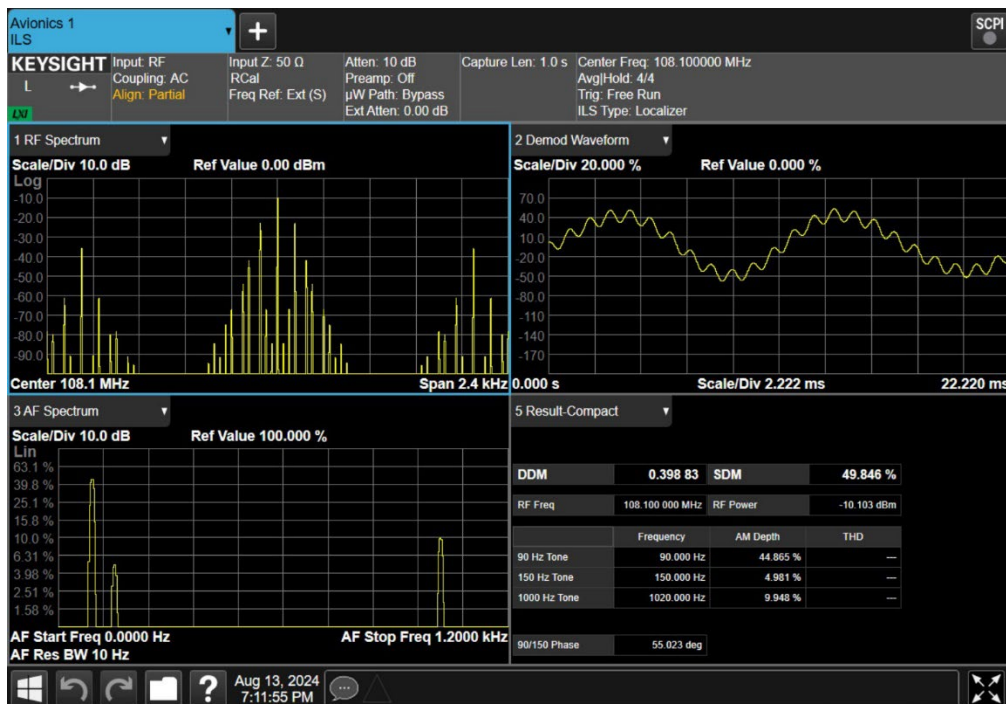 Avionics 1
ILS
+
SCPI
KEYSIGHT
L
LXI
Input: RF
Coupling: AC
Align: Partial
Input Z: 50 Ω
RCal
Freq Ref: Ext (S)
Atten: 10 dB
Preamp: Off
µW Path: Bypass
Ext Atten: 0.00 dB
Capture Len: 1.0 s
Center Freq: 108.100000 MHz
Avg|Hold: 4/4
Trig: Free Run
ILS Type: Localizer
1 RF Spectrum
Scale/Div 10.0 dB Ref Value 0.00 dBm
Log
-10.0
-20.0
-30.0
-40.0
-50.0
-60.0
-70.0
-80.0
-90.0
Center 108.1 MHz Span 2.4 kHz
2 Demod Waveform
Scale/Div 20.000 % Ref Value 0.000 %
70.0
40.0
10.0
-20.0
-50.0
-80.0
-110
-140
-170
0.000 s Scale/Div 2.222 ms 22.220 ms
3 AF Spectrum
Scale/Div 10.0 dB Ref Value 100.000 %
Lin
63.1 %
39.8 %
25.1 %
15.8 %
10.0 %
6.31 %
3.98 %
2.51 %
1.58 %
AF Start Freq 0.0000 Hz AF Stop Freq 1.2000 kHz
AF Res BW 10 Hz
5 Result-Compact
DDM 0.398 83 SDM 49.846 %
RF Freq 108.100 000 MHz RF Power -10.103 dBm
Frequency AM Depth THD
90 Hz Tone 90.000 Hz 44.865 % ---
150 Hz Tone 150.000 Hz 4.981 % ---
1000 Hz Tone 1020.000 Hz 9.948 % ---
90/150 Phase 55.023 deg
?
Aug 13, 2024
7:11:55 PM